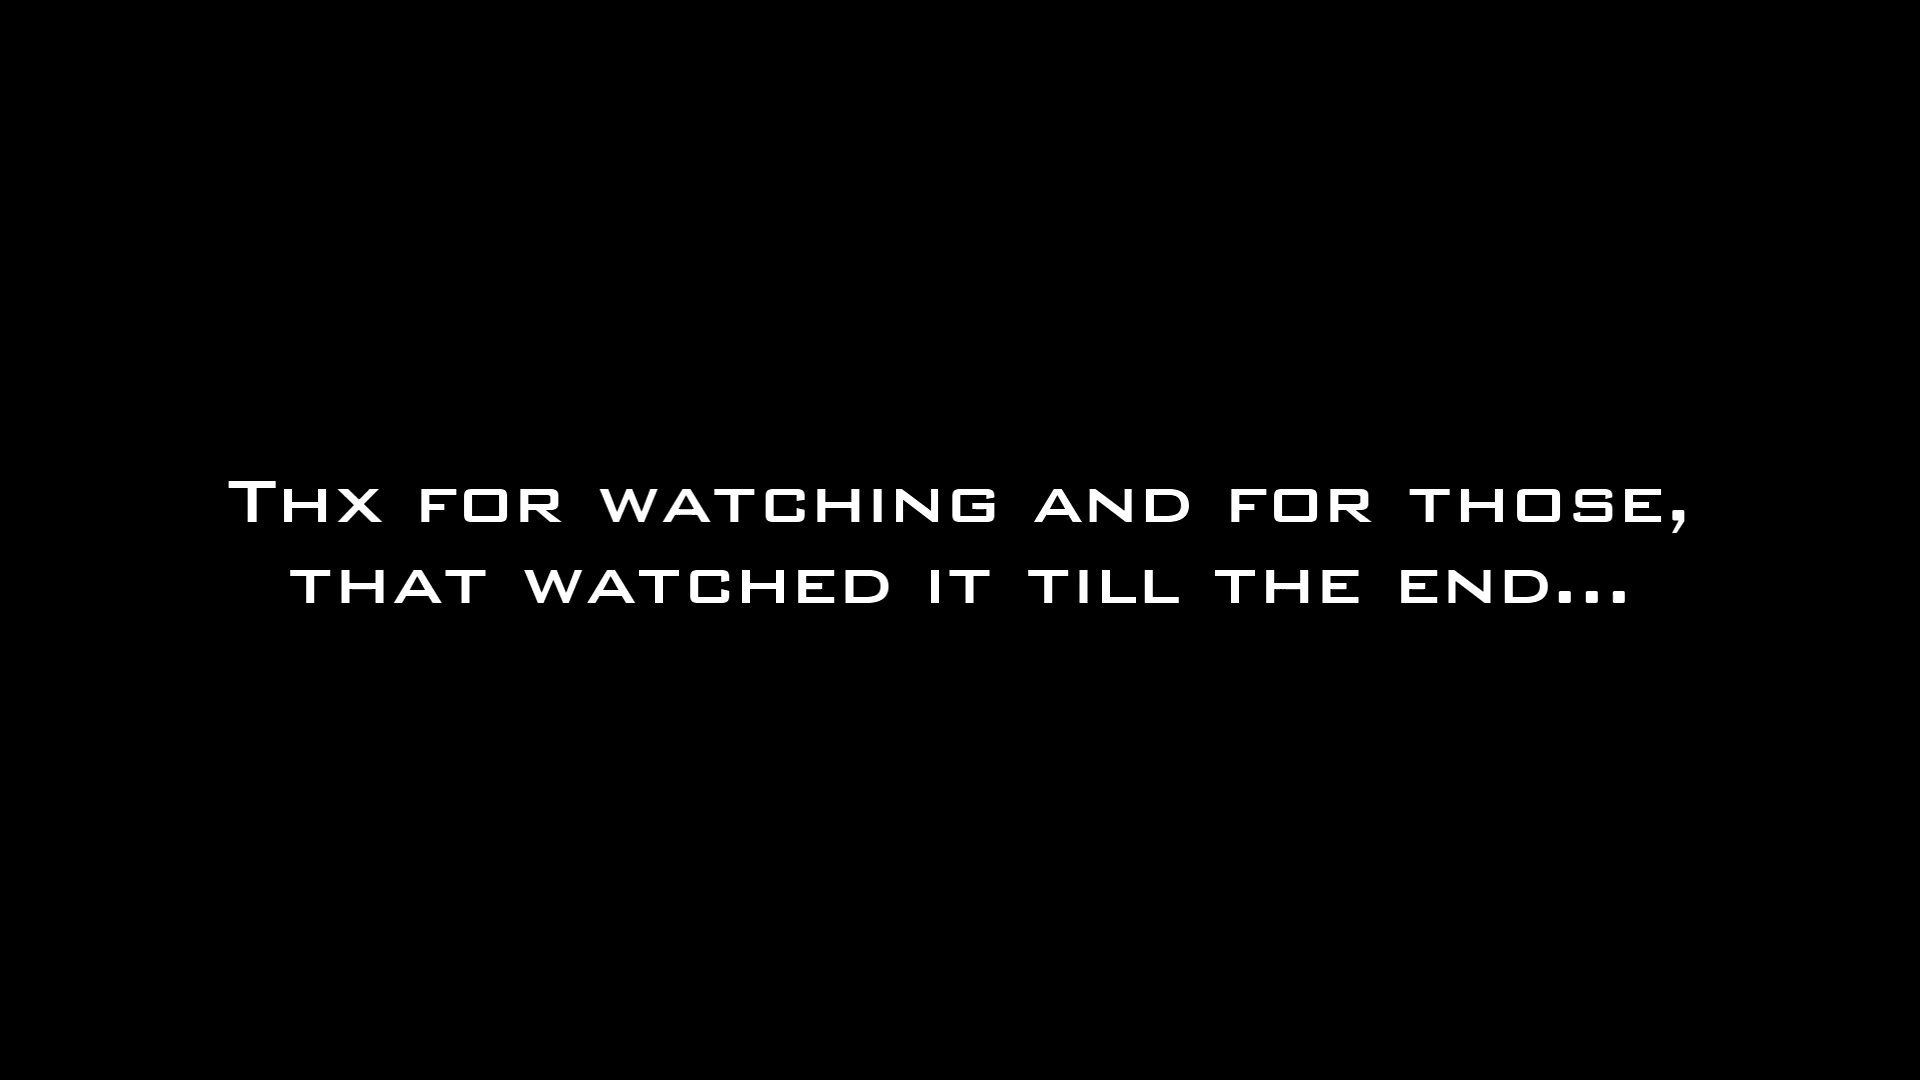 Thx for watching and for those,
that watched it till the end...